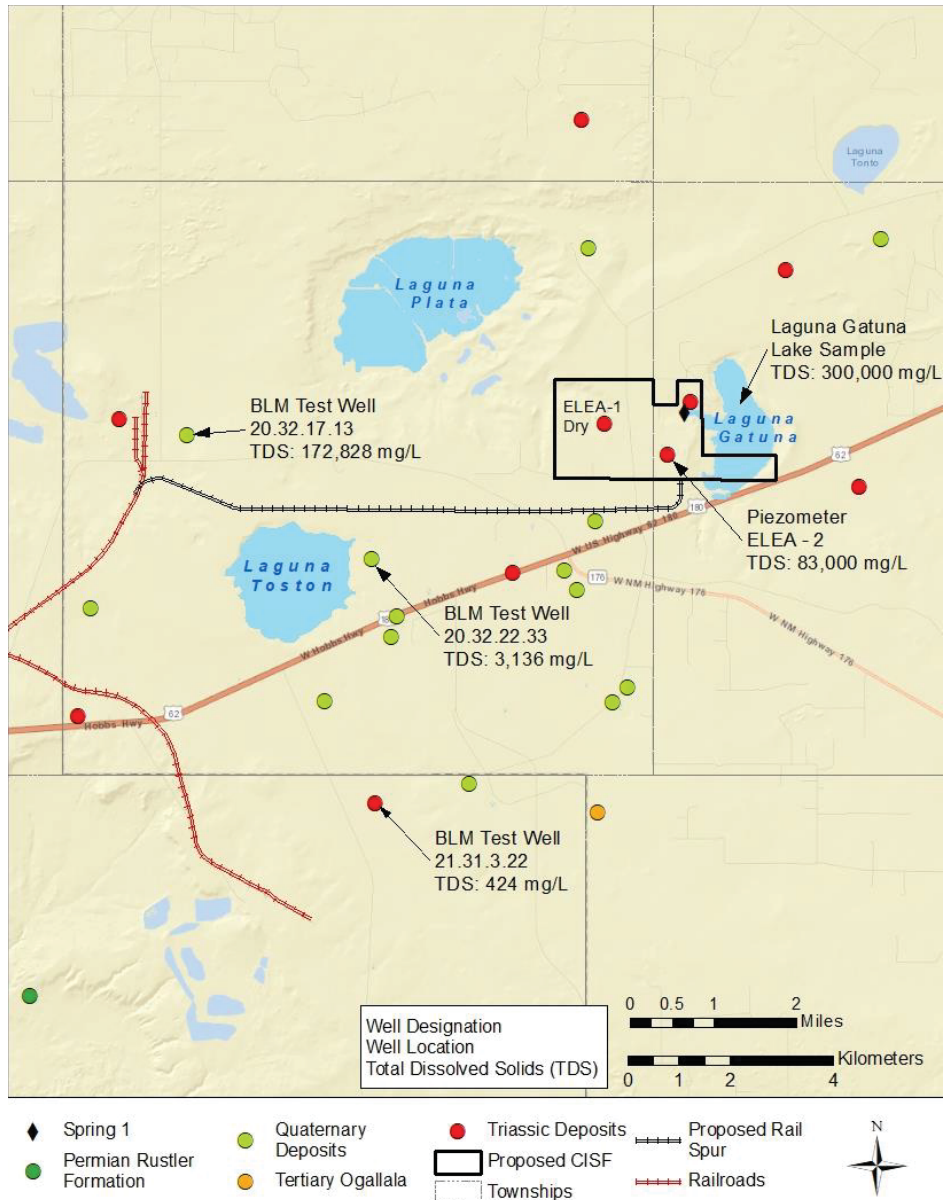 Laguna
Tonto
Laguna
Plata
Laguna Gatuna
Lake Sample
TDS: 300,000 mg/L
BLM Test Well
20.32.17.13
TDS: 172,828 mg/L
ELEA-1
Dry
Laguna
Gatuna
62
180
W US Highway 62 180
Piezometer
ELEA - 2
TDS: 83,000 mg/L
Laguna
Toston
176
W NM Highway 176
W NM Highway 176
Hobbs Hwy
W Hobbs Hwy
BLM Test Well
20.32.22.33
TDS: 3,136 mg/L
62
Hobbs Hwy
BLM Test Well
21.31.3.22
TDS: 424 mg/L
Well Designation
Well Location
Total Dissolved Solids (TDS)
0 0.5 1 2
Miles
Kilometers
0 1 2 4
Spring 1
Permian Rustler
Formation
Quaternary
Deposits
Tertiary Ogallala
Triassic Deposits
Proposed CISF
Townships
Proposed Rail
Spur
Railroads
N